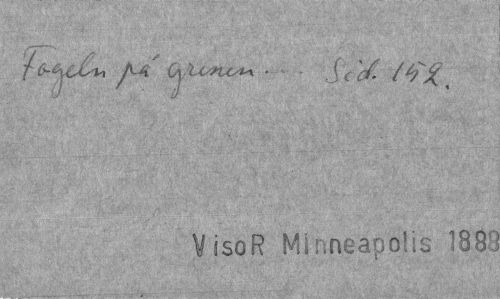 Fogeln på grenen.... Sid. 152.
VisoR Minneapolis 1888